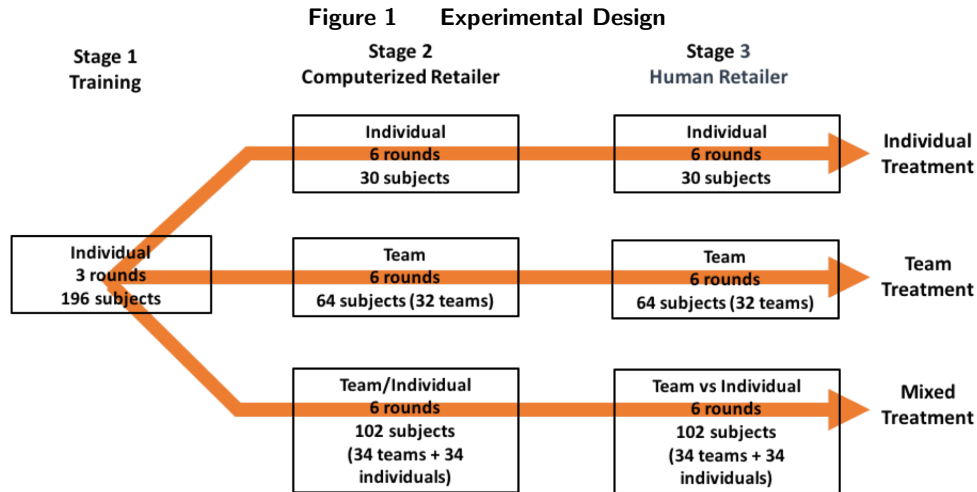 Figure 1 Experimental Design
Stage 1
Training
Stage 2
Computerized Retailer
Stage 3
Human Retailer
Individual
6 rounds
30 subjects
Individual
6 rounds
30 subjects
Individual
Treatment
Individual
3 rounds
196 subjects
Team
6 rounds
64 subjects (32 teams)
Team
6 rounds
64 subjects (32 teams)
Team
Treatment
Team/Individual
6 rounds
102 subjects
(34 teams + 34
individuals)
Team vs Individual
6 rounds
102 subjects
(34 teams + 34
individuals)
Mixed
Treatment